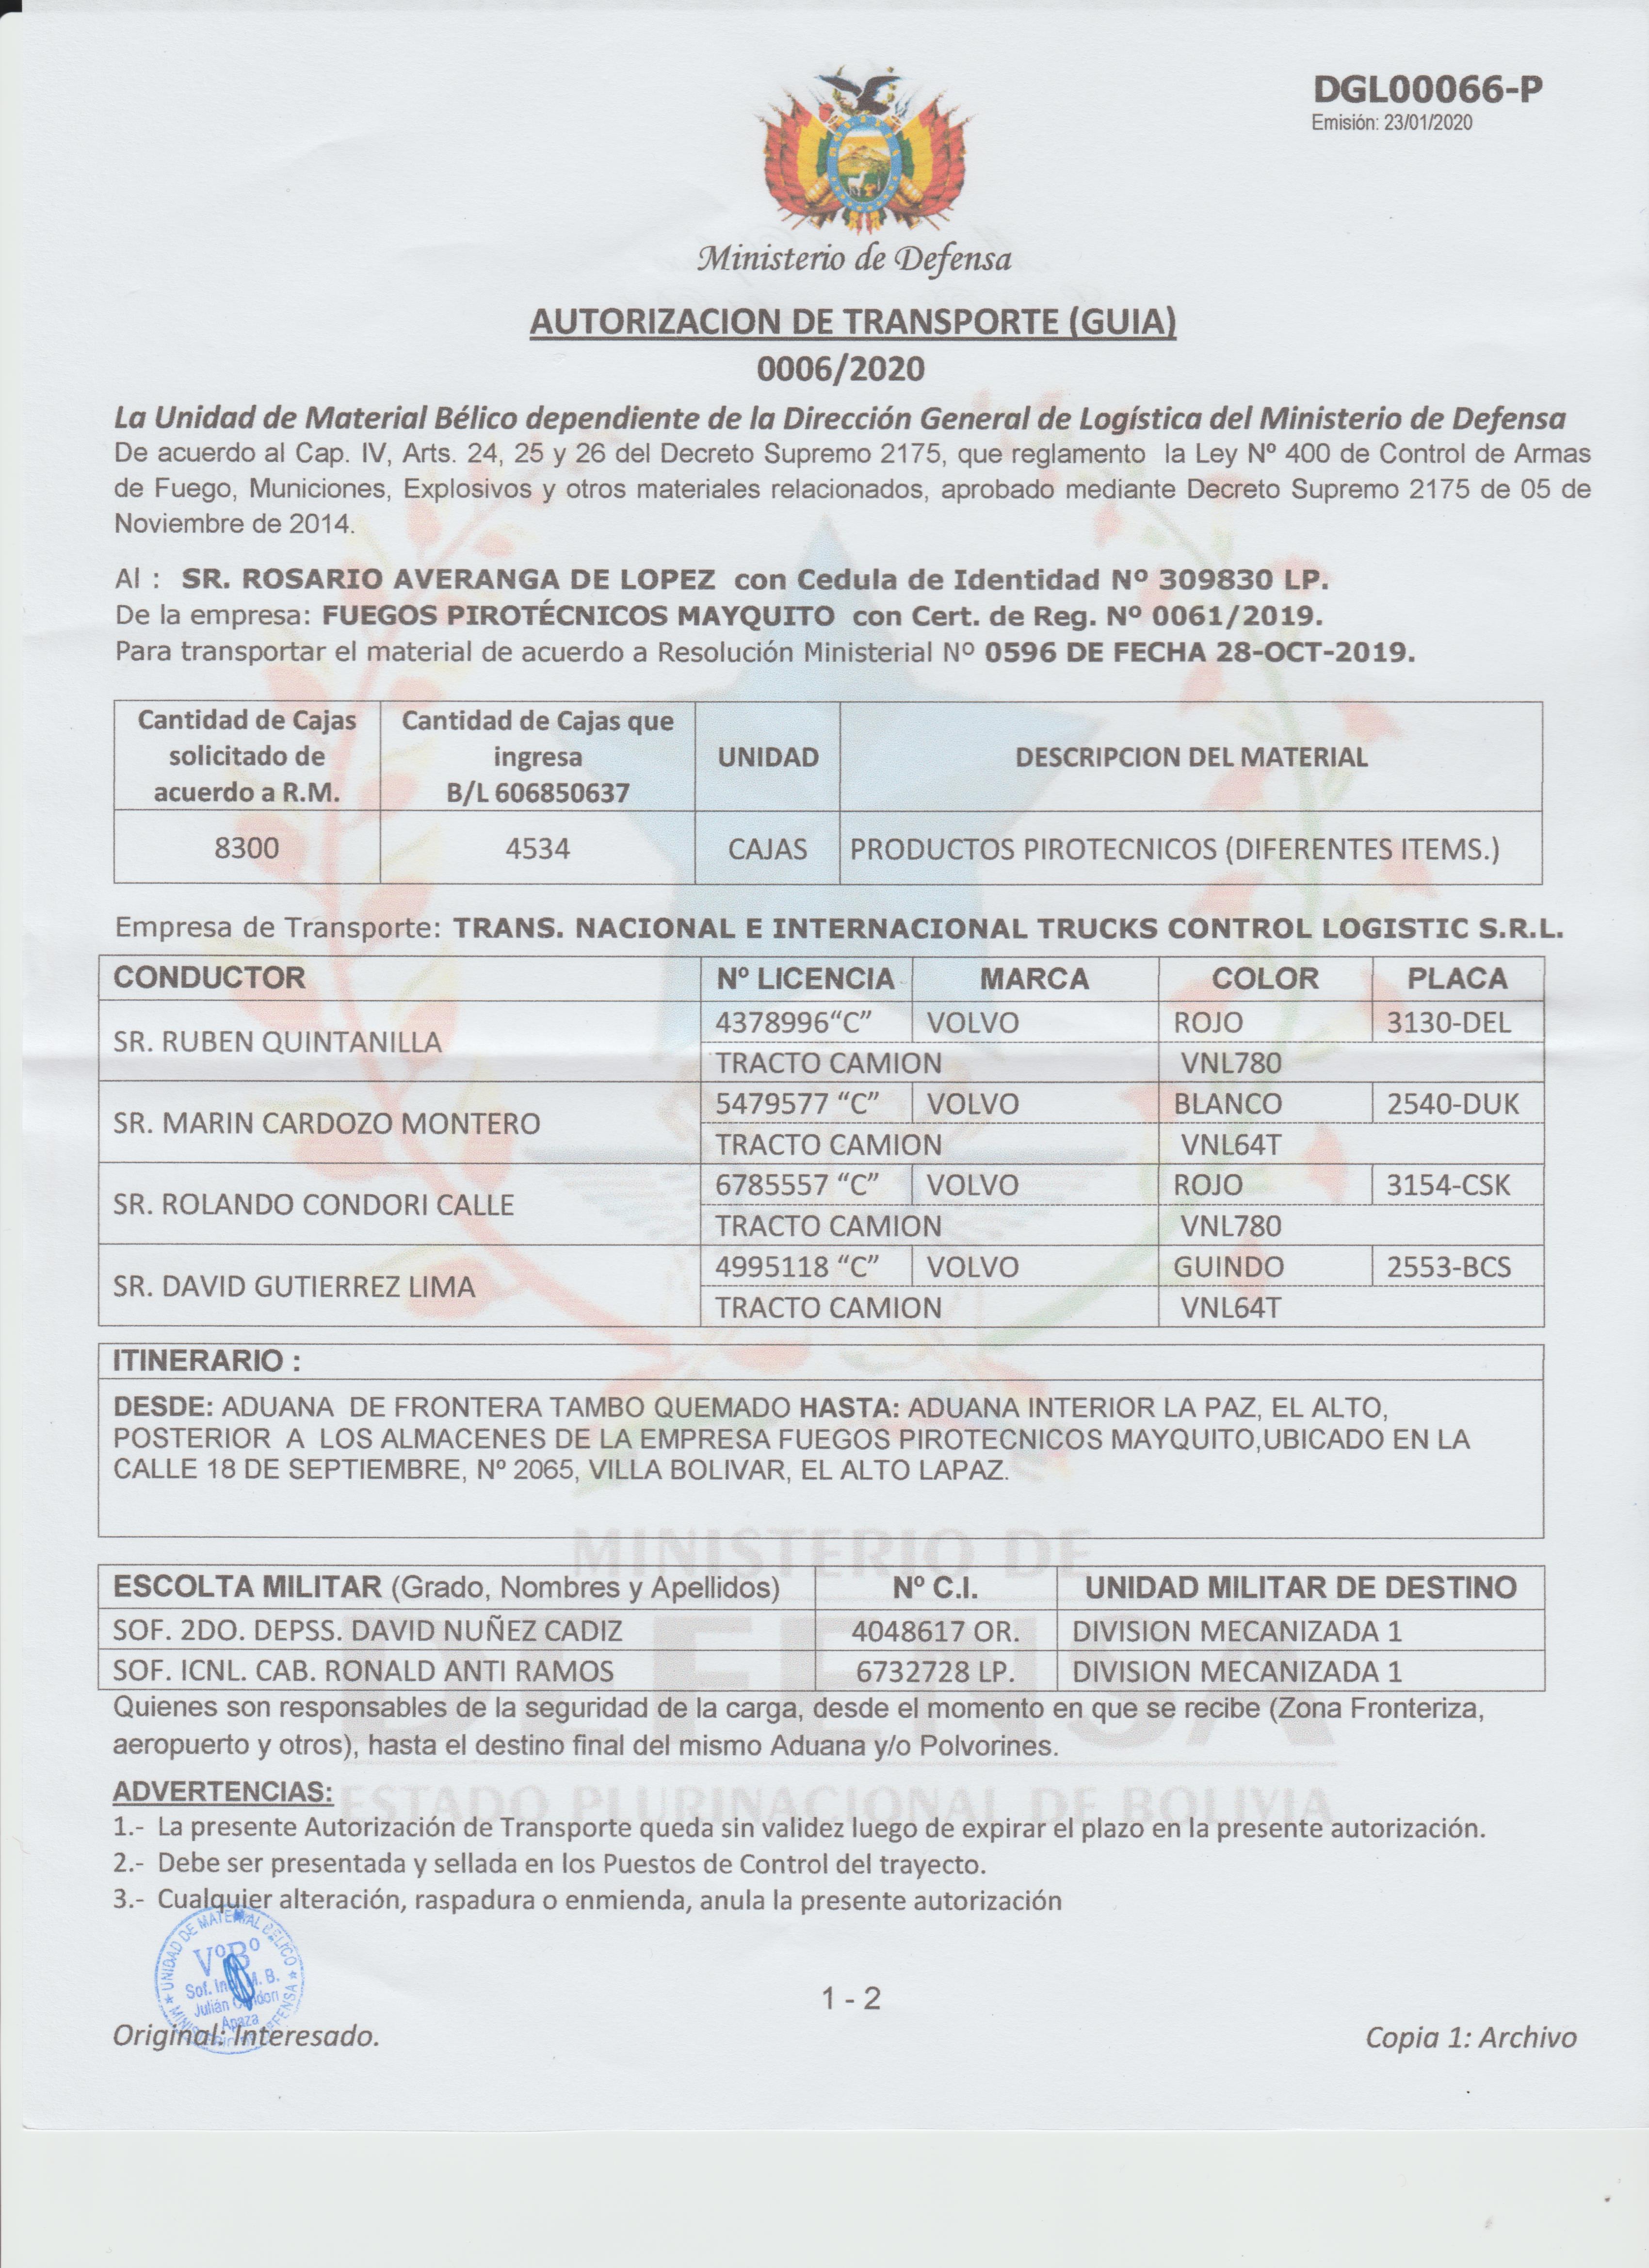 DGL00066-P
Emisión: 23/01/2020
Ministerio de Defensa
AUTORIZACION DE TRANSPORTE (GUIA)
0006/2020
La Unidad de Material Bélico dependiente de la Dirección General de Logística del Ministerio de Defensa
De acuerdo al Cap. IV, Arts. 24, 25 y 26 del Decreto Supremo 2175, que reglamento la Ley Nº 400 de Control de Armas
de Fuego, Municiones, Explosivos y otros materiales relacionados, aprobado mediante Decreto Supremo 2175 de 05 de
Noviembre de 2014.
Al : SR. ROSARIO AVERANGA DE LOPEZ con Cedula de Identidad Nº 309830 LP.
De la empresa: FUEGOS PIROTÉCNICOS MAYQUITO con Cert. de Reg. Nº 0061/2019.
Para transportar el material de acuerdo a Resolución Ministerial Nº 0596 DE FECHA 28-OCT-2019.
Cantidad de Cajas solicitado de acuerdo a R.M. Cantidad de Cajas que ingresa B/L 606850637 UNIDAD DESCRIPCION DEL MATERIAL
8300 4534 CAJAS PRODUCTOS PIROTECNICOS (DIFERENTES ITEMS.)
Empresa de Transporte: TRANS. NACIONAL E INTERNACIONAL TRUCKS CONTROL LOGISTIC S.R.L.
CONDUCTOR Nº LICENCIA MARCA COLOR PLACA
SR. RUBEN QUINTANILLA 4378996“C” VOLVO ROJO 3130-DEL
TRACTO CAMION VNL780
SR. MARIN CARDOZO MONTERO 5479577 “C” VOLVO BLANCO 2540-DUK
TRACTO CAMION VNL64T
SR. ROLANDO CONDORI CALLE 6785557 “C” VOLVO ROJO 3154-CSK
TRACTO CAMION VNL780
SR. DAVID GUTIERREZ LIMA 4995118 “C” VOLVO GUINDO 2553-BCS
TRACTO CAMION VNL64T
ITINERARIO :
DESDE: ADUANA DE FRONTERA TAMBO QUEMADO HASTA: ADUANA INTERIOR LA PAZ, EL ALTO,
POSTERIOR A LOS ALMACENES DE LA EMPRESA FUEGOS PIROTECNICOS MAYQUITO,UBICADO EN LA
CALLE 18 DE SEPTIEMBRE, Nº 2065, VILLA BOLIVAR, EL ALTO LAPAZ.
MINISTERIO DE
ESCOLTA MILITAR (Grado, Nombres y Apellidos) Nº C.I. UNIDAD MILITAR DE DESTINO
SOF. 2DO. DEPSS. DAVID NUÑEZ CADIZ 4048617 OR. DIVISION MECANIZADA 1
SOF. ICNL. CAB. RONALD ANTI RAMOS 6732728 LP. DIVISION MECANIZADA 1
DEFENSA
Quienes son responsables de la seguridad de la carga, desde el momento en que se recibe (Zona Fronteriza,
aeropuerto y otros), hasta el destino final del mismo Aduana y/o Polvorines.
ADVERTENCIAS:
ESTADO PLURINACIONAL DE BOLIVIA
1.- La presente Autorización de Transporte queda sin validez luego de expirar el plazo en la presente autorización.
2.- Debe ser presentada y sellada en los Puestos de Control del trayecto.
3.- Cualquier alteración, raspadura o enmienda, anula la presente autorización
UNIDAD DE MATERIAL BELICO
VºBº
Sof. M. B.
Julián Condori
Apaza
MINISTERIO DE DEFENSA
1 - 2
Original: Interesado.
Copia 1: Archivo